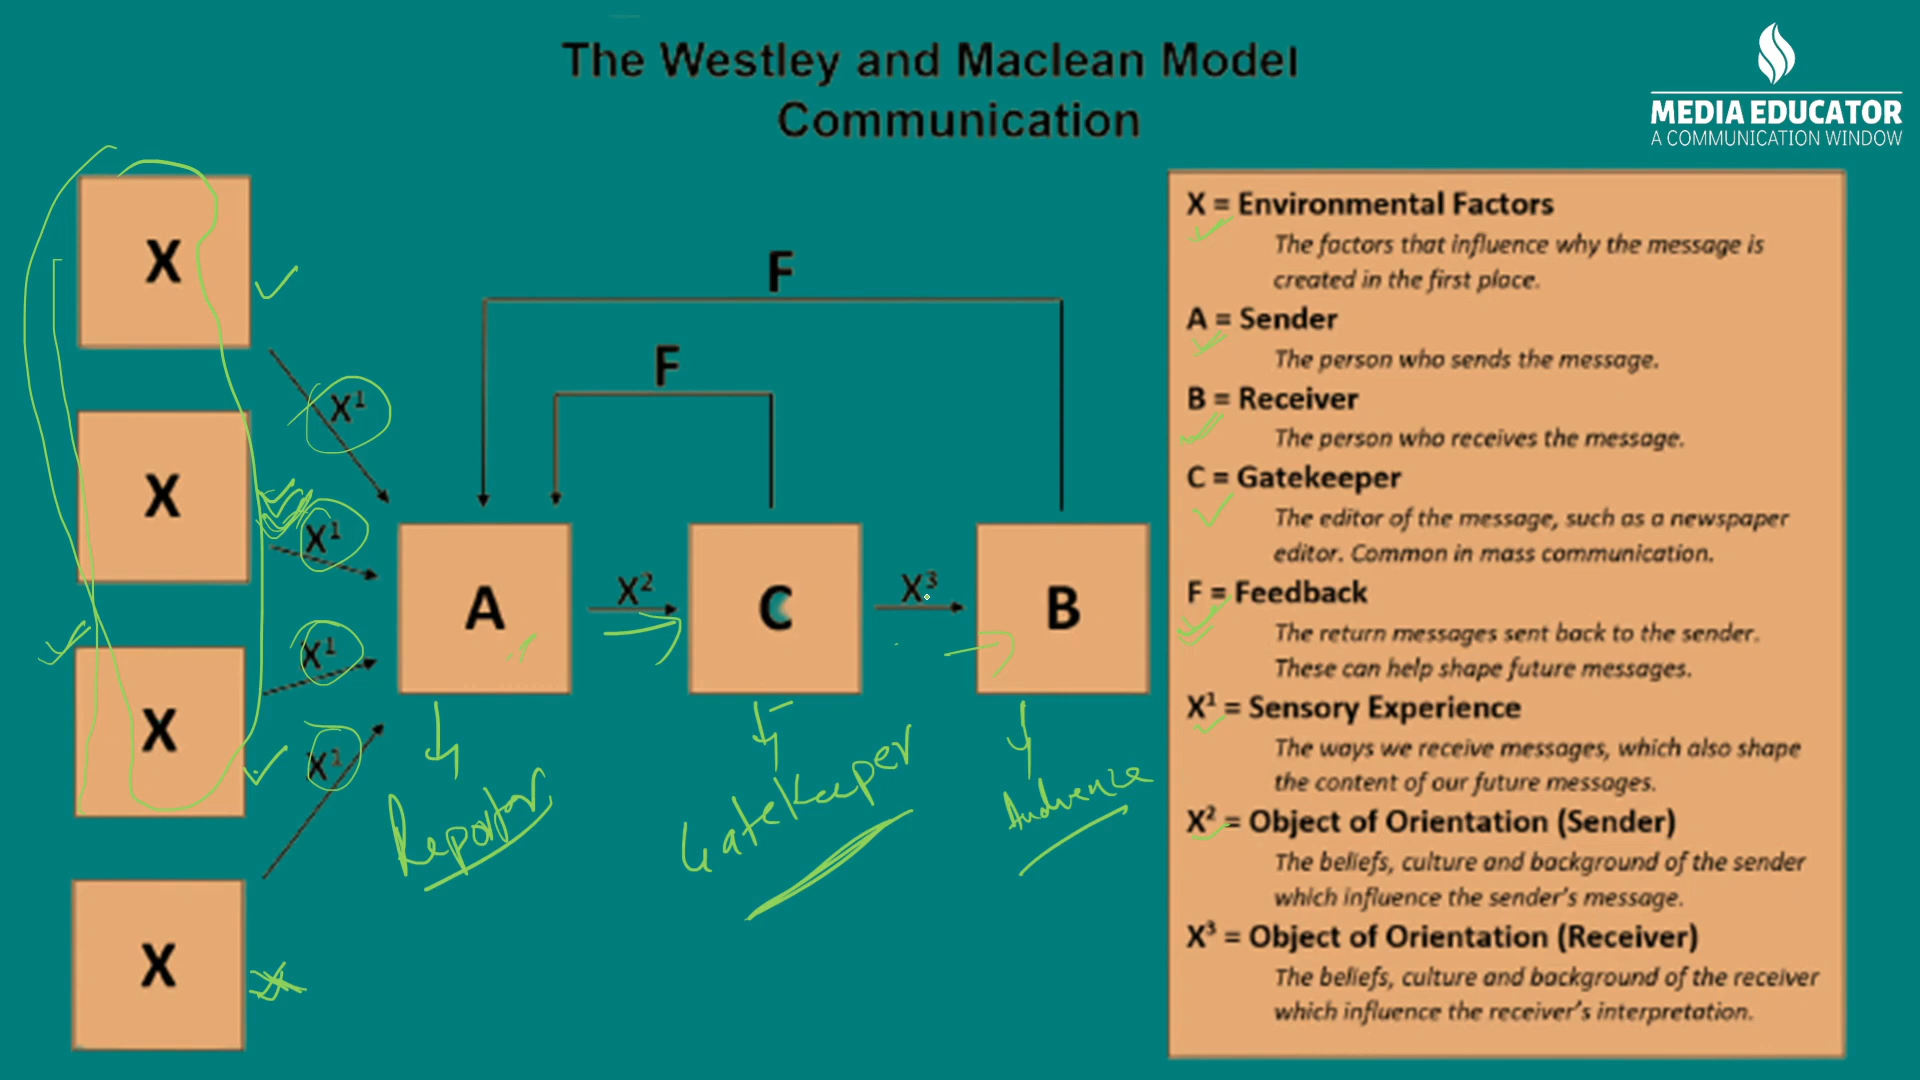 The Westley and Maclean Model
Communication
MEDIA EDUCATOR
A COMMUNICATION WINDOW
X
X
X
X
X¹
X¹
X¹
X¹
F
F
A
X²
C
X³
B
Reporter
Gatekeeper
Audience
X = Environmental Factors
The factors that influence why the message is
created in the first place.
A = Sender
The person who sends the message.
B = Receiver
The person who receives the message.
C = Gatekeeper
The editor of the message, such as a newspaper
editor. Common in mass communication.
F = Feedback
The return messages sent back to the sender.
These can help shape future messages.
X¹ = Sensory Experience
The ways we receive messages, which also shape
the content of our future messages.
X² = Object of Orientation (Sender)
The beliefs, culture and background of the sender
which influence the sender's message.
X³ = Object of Orientation (Receiver)
The beliefs, culture and background of the receiver
which influence the receiver's interpretation.